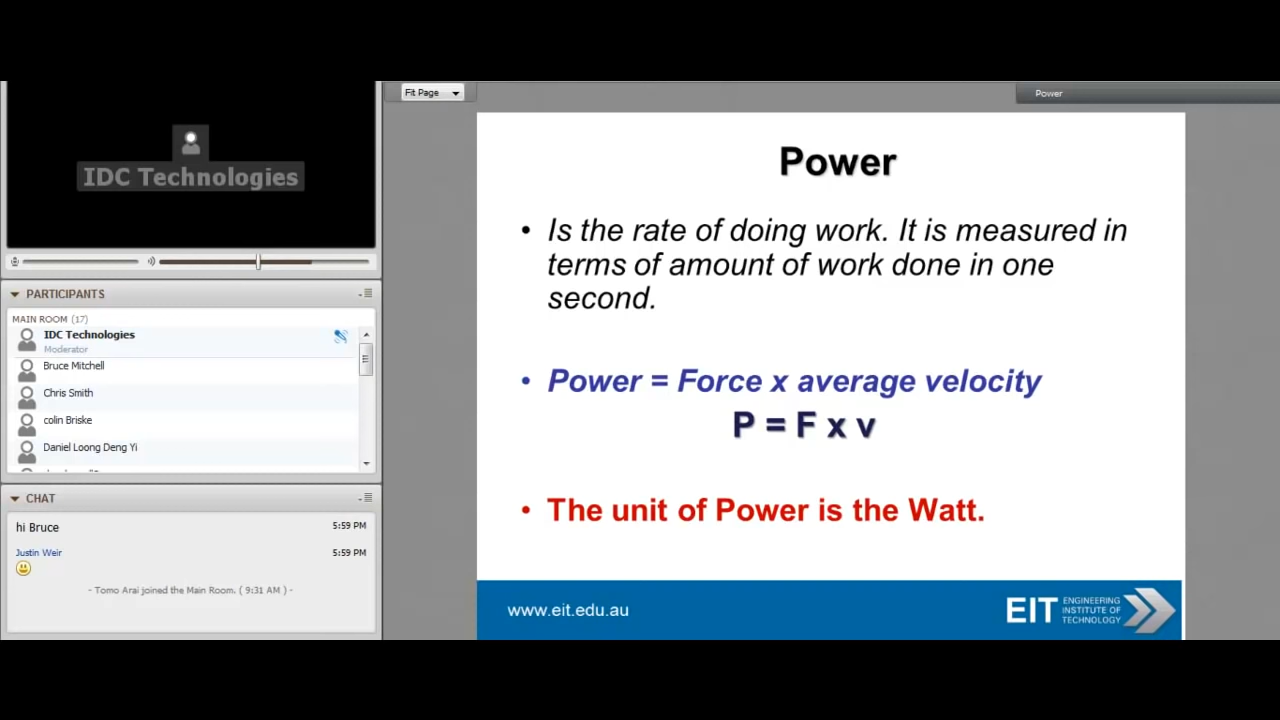 IDC Technologies
PARTICIPANTS
MAIN ROOM (17)
IDC Technologies
Moderator
Bruce Mitchell
Chris Smith
colin Briske
Daniel Loong Deng Yi
CHAT
hi Bruce 5:59 PM
Justin Weir 5:59 PM
- Tomo Arai joined the Main Room. ( 9:31 AM ) -
Fit Page
Power
Power
• Is the rate of doing work. It is measured in
terms of amount of work done in one
second.
• Power = Force x average velocity
P = F x v
• The unit of Power is the Watt.
www.eit.edu.au
EIT
ENGINEERING
INSTITUTE OF
TECHNOLOGY